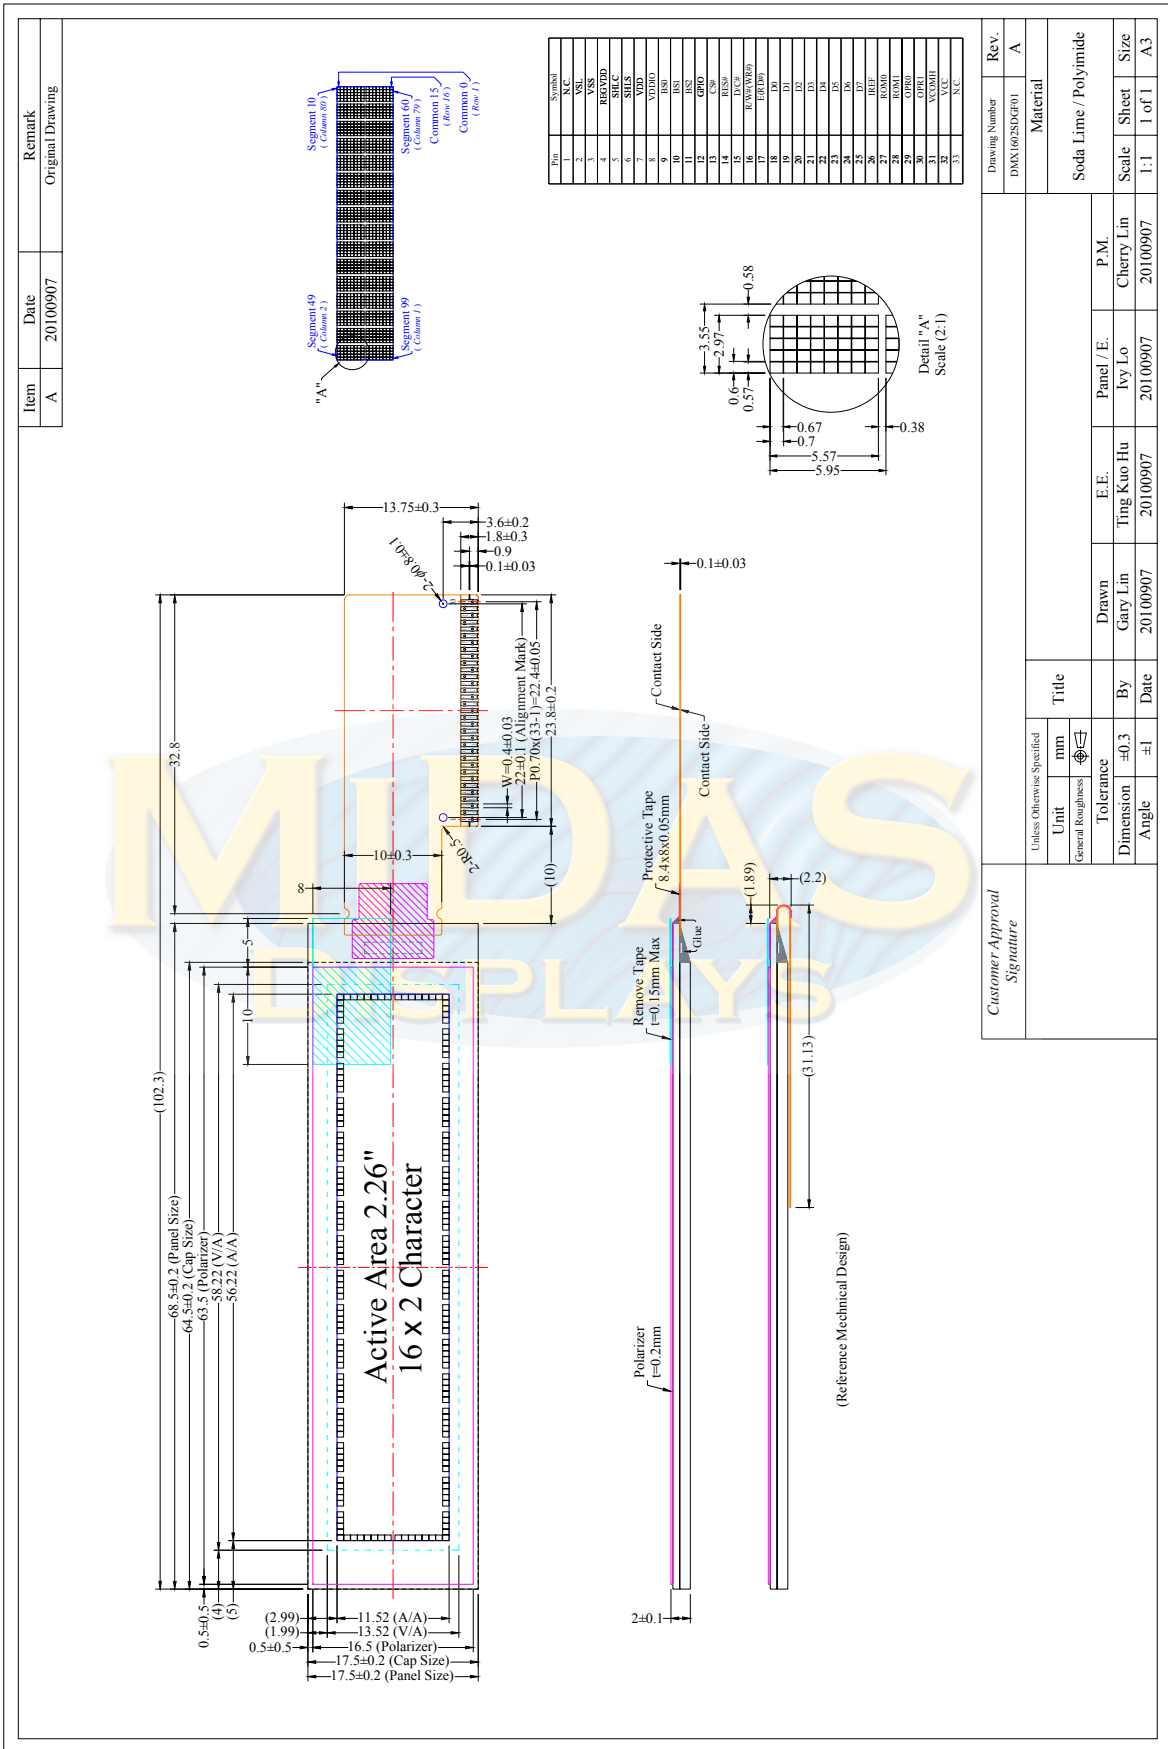 Item Date Remark
A 20100907 Original Drawing
Segment 49
( Column 2 )
Segment 10
( Column 80 )
"A"
Segment 99
( Column 1 )
Segment 60
( Column 79 )
Common 15
( Row 16 )
Common 0
( Row 1 )
Pin Symbol
1 N.C.
2 VSL
3 VSS
4 REGVDD
5 SHLC
6 SHLS
7 VDD
8 VDDIO
9 BS0
10 BS1
11 BS2
12 GPIO
13 CS#
14 RES#
15 D/C#
16 R/W#(WR#)
17 E(RD#)
18 D0
19 D1
20 D2
21 D3
22 D4
23 D5
24 D6
25 D7
26 IREF
27 ROM0
28 ROM1
29 OPR0
30 OPR1
31 VCOMH
32 VCC
33 N.C.
0.58
3.55
2.97
0.6
0.57
0.67
0.7
0.38
5.57
5.95
Detail "A"
Scale (2:1)
(102.3)
32.8
68.5±0.2 (Panel Size)
64.5±0.2 (Cap Size)
63.5 (Polarizer)
58.22 (V/A)
56.22 (A/A)
0.5±0.5
(4)
(5)
5
10
8
10±0.3
(10)
2-R0.5
13.75±0.3
3.6±0.2
1.8±0.3
0.9
0.1±0.03
2-φ0.8±0.1
W=0.4±0.03
22±0.1 (Alignment Mark)
P0.70x(33-1)=22.4±0.05
23.8±0.2
Active Area 2.26"
16 x 2 Character
(2.99) 11.52 (A/A)
(1.99) 13.52 (V/A)
0.5±0.5 16.5 (Polarizer)
17.5±0.2 (Cap Size)
17.5±0.2 (Panel Size)
0.1±0.03
Contact Side
Contact Side
Protective Tape
8.4x8x0.05mm
Remove Tape
t=0.15mm Max
Glue
Polarizer
t=0.2mm
2±0.1
(1.89)
(2.2)
(31.13)
(Reference Mechnical Design)
MIDAS
DISPLAYS
Customer Approval
Signature
Unless Otherwise Specified
Unit mm
General Roughness
Tolerance
Dimension ±0.3
Angle ±1
Title
By
Date
Drawn E.E. Panel / E. P.M.
Gary Lin Ting Kuo Hu Ivy Lo Cherry Lin
20100907 20100907 20100907 20100907
Drawing Number Rev.
DMX1602SDGF01 A
Material
Soda Lime / Polyimide
Scale Sheet Size
1:1 1 of 1 A3